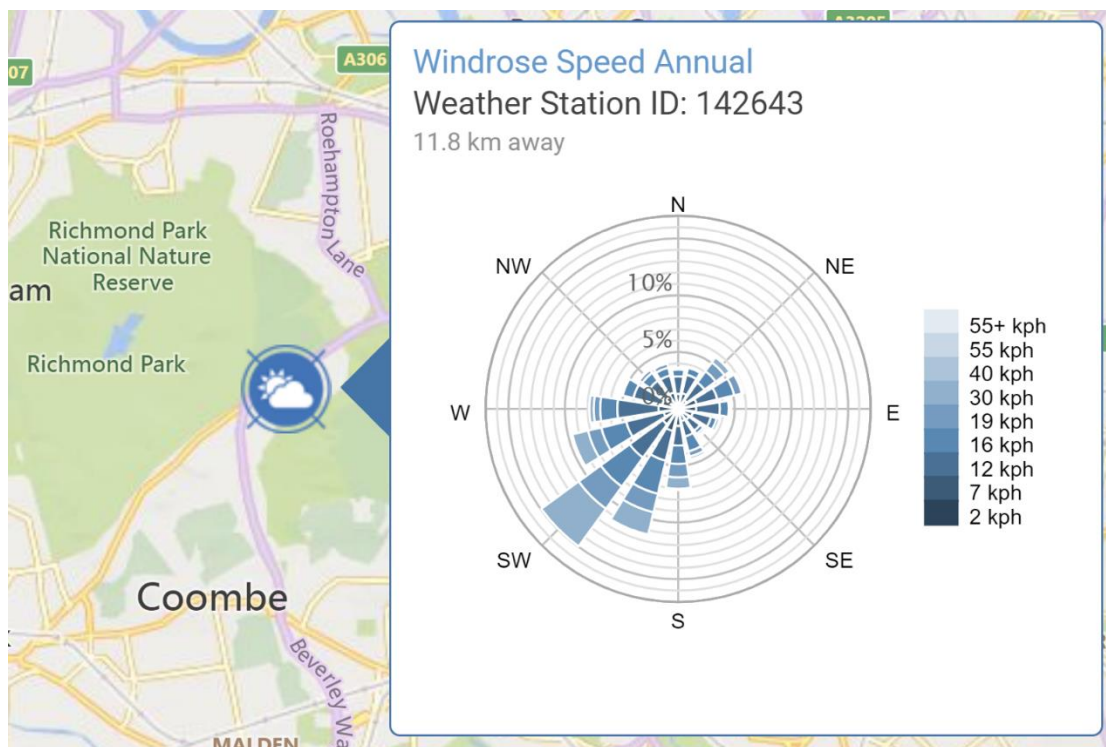 07
A306
A3205
Roehampton Lane
Richmond Park
National Nature
Reserve
am
Richmond Park
Coombe
Beverley Wa
MALDEN
Windrose Speed Annual
Weather Station ID: 142643
11.8 km away
N
NW
NE
10%
5%
0%
W
E
SW
SE
S
55+ kph
55 kph
40 kph
30 kph
19 kph
16 kph
12 kph
7 kph
2 kph